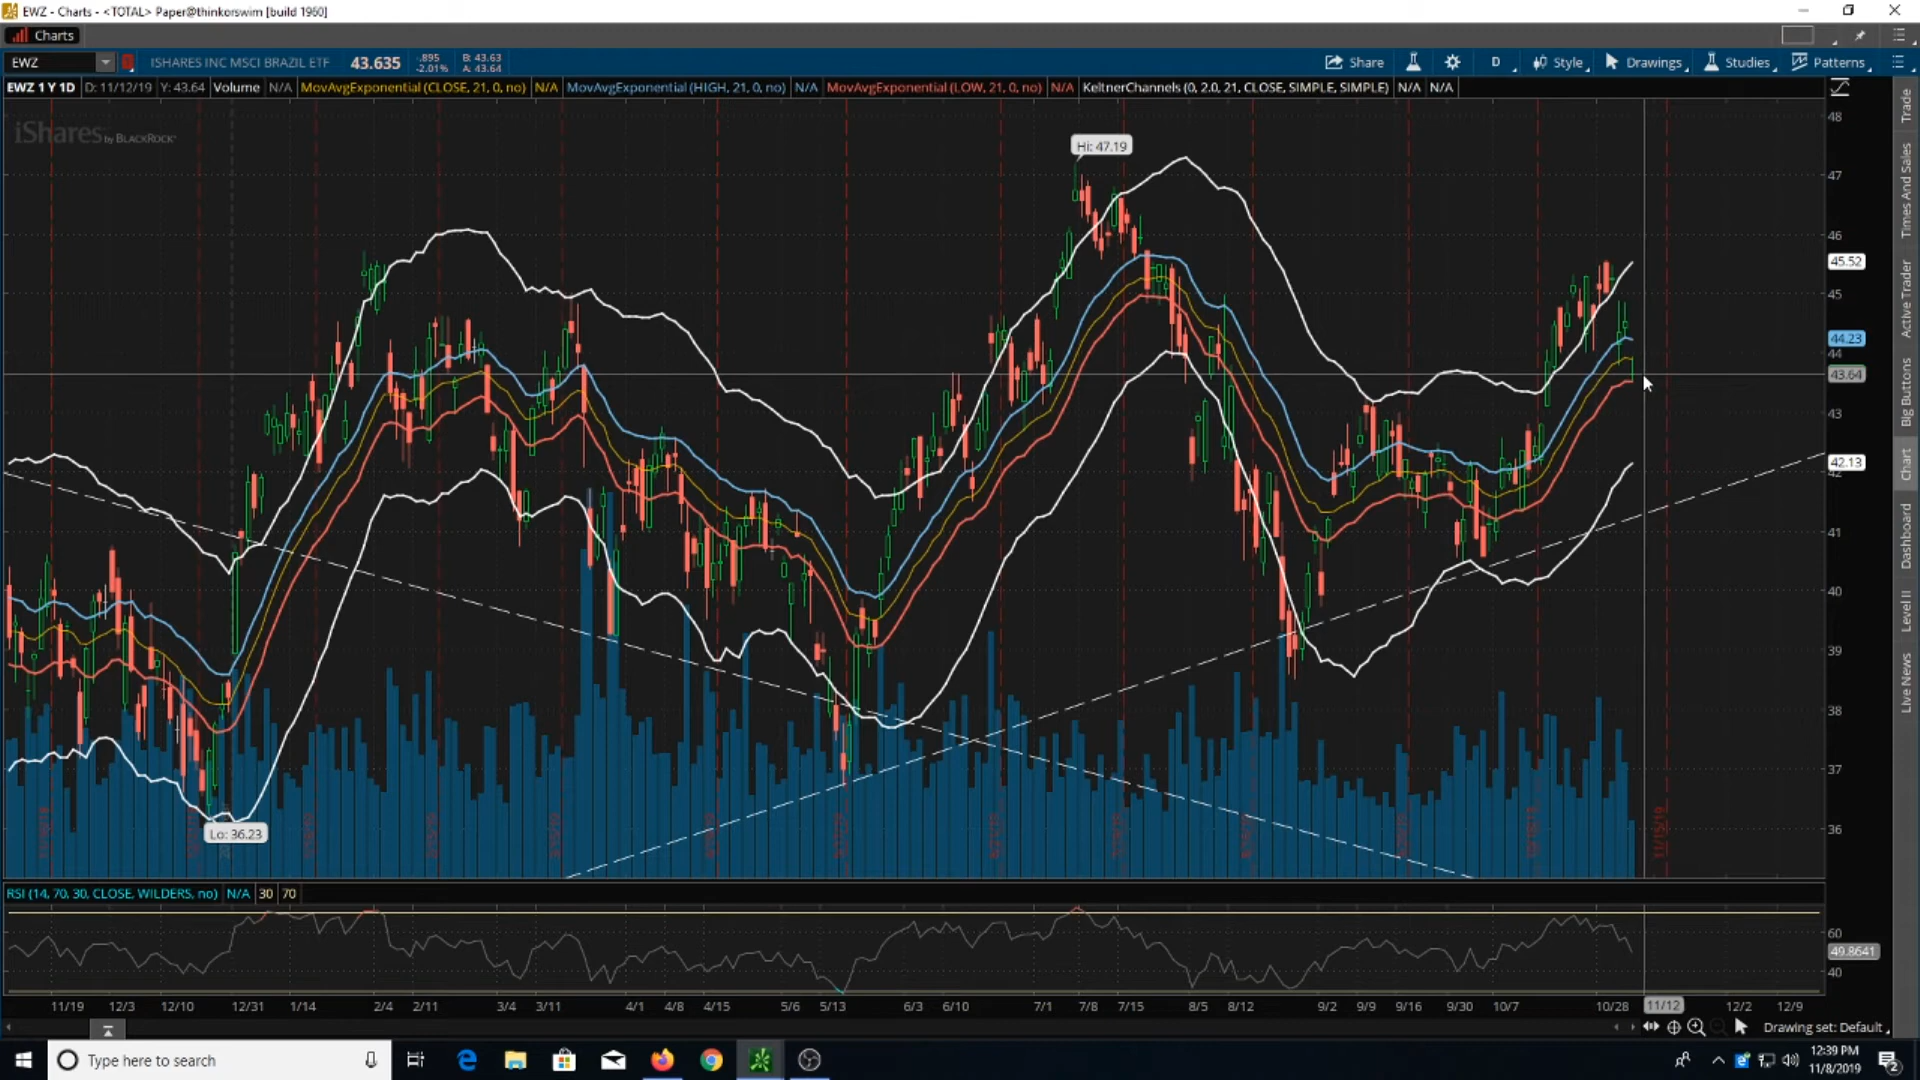 EWZ - Charts - <TOTAL> Paper@thinkorswim [build 1960]
Charts
EWZ ISHARES INC MSCI BRAZIL ETF 43.635 -.895 -2.01% B: 43.63 A: 43.64 Share D Style Drawings Studies Patterns
EWZ 1 Y 1D D: 11/12/19 Y: 43.64 Volume N/A MovAvgExponential (CLOSE, 21, 0, no) N/A MovAvgExponential (HIGH, 21, 0, no) N/A MovAvgExponential (LOW, 21, 0, no) N/A KeltnerChannels (0, 2.0, 21, CLOSE, SIMPLE, SIMPLE) N/A N/A
iShares by BLACKROCK
Hi: 47.19
Lo: 36.23
48
47
46
45.52
45
44.23
44
43.64
43
42.13
42
41
40
39
38
37
36
11/15/19
Trade
Times And Sales
Active Trader
Big Buttons
Chart
Dashboard
Level II
Live News
RSI (14, 70, 30, CLOSE, WILDERS, no) N/A 30 70
60
49.8641
40
11/19 12/3 12/10 12/31 1/14 2/4 2/11 3/4 3/11 4/1 4/8 4/15 5/6 5/13 6/3 6/10 7/1 7/8 7/15 8/5 8/12 9/2 9/9 9/16 9/30 10/7 10/28 11/12 12/2 12/9
Drawing set: Default
Type here to search
12:39 PM
11/8/2019
2